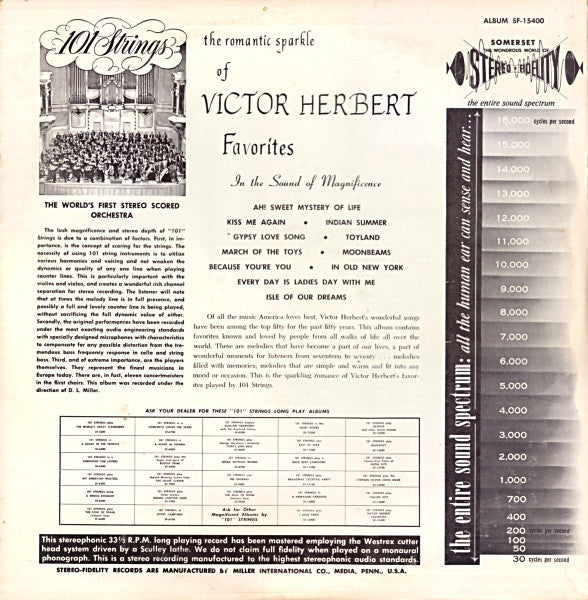 ALBUM SF-15400
101 Strings
the romantic sparkle
of
VICTOR HERBERT
Favorites
In the Sound of Magnificence
SOMERSET
THE WONDROUS WORLD OF
STEREO-FIDELITY
the entire sound spectrum
THE WORLD'S FIRST STEREO SCORED
ORCHESTRA
The lush magnificence and stereo depth of "101"
Strings is due to a combination of factors. First, in im-
portance, is the concept of scoring for the strings. The
necessity of using 101 string instruments is to utilize
various harmonies and voicing and not weaken the
dynamics or quality of any one line when playing
counter lines. This is particularly important with the
violins and violas, and creates a wonderful rich channel
separation for stereo recording. The listener will note
that at times the melody line is in full presence, and
possibly a full and lovely counter line is being played,
without sacrificing the full dynamic value of either.
Secondly, the original performances have been recorded
under the most exacting audio engineering standards
with specially designed microphones with characteristics
to compensate for any possible distortion from the tre-
mendous bass frequency response in cello and string
bass. Third, and of extreme importance, are the players
themselves. They represent the finest musicians in
Europe today. There are, in fact, eleven concertmeisters
in the first chairs. This album was recorded under the
direction of D. L. Miller.
AH! SWEET MYSTERY OF LIFE
KISS ME AGAIN • INDIAN SUMMER
GYPSY LOVE SONG • TOYLAND
MARCH OF THE TOYS • MOONBEAMS
BECAUSE YOU'RE YOU • IN OLD NEW YORK
EVERY DAY IS LADIES DAY WITH ME
ISLE OF OUR DREAMS
Of all the music America loves best, Victor Herbert's wonderful songs
have been among the top fifty for the past fifty years. This album contains
favorites known and loved by people from all walks of life all over the
world. These are melodies that have become a part of our lives, a part of
wonderful moments for listeners from seventeen to seventy . . . melodies
filled with memories; melodies that are simple and warm and fit into any
mood or occasion. This is the sparkling romance of Victor Herbert's favor-
ites played by 101 Strings.
ASK YOUR DEALER FOR THESE "101" STRINGS LONG PLAY ALBUMS
Ask for Other
Magnificent Albums by
"101" STRINGS
the entire sound spectrum: all the human ear can sense and hear...
16,000 cycles per second
15,000
14,000
13,000
12,000
11,000
10,000
9,000
8,000
7,000
6,000
5,000
4,000
3,000
2,000
1,000
700
400
200 cycles per second
100
50
30 cycles per second
This stereophonic 33⅓ R.P.M. long playing record has been mastered employing the Westrex cutter
head system driven by a Sculley lathe. We do not claim full fidelity when played on a monaural
phonograph. This is a stereo recording manufactured to the highest stereophonic audio standards.
STEREO-FIDELITY RECORDS ARE MANUFACTURED BY MILLER INTERNATIONAL CO., MEDIA, PENN., U.S.A.